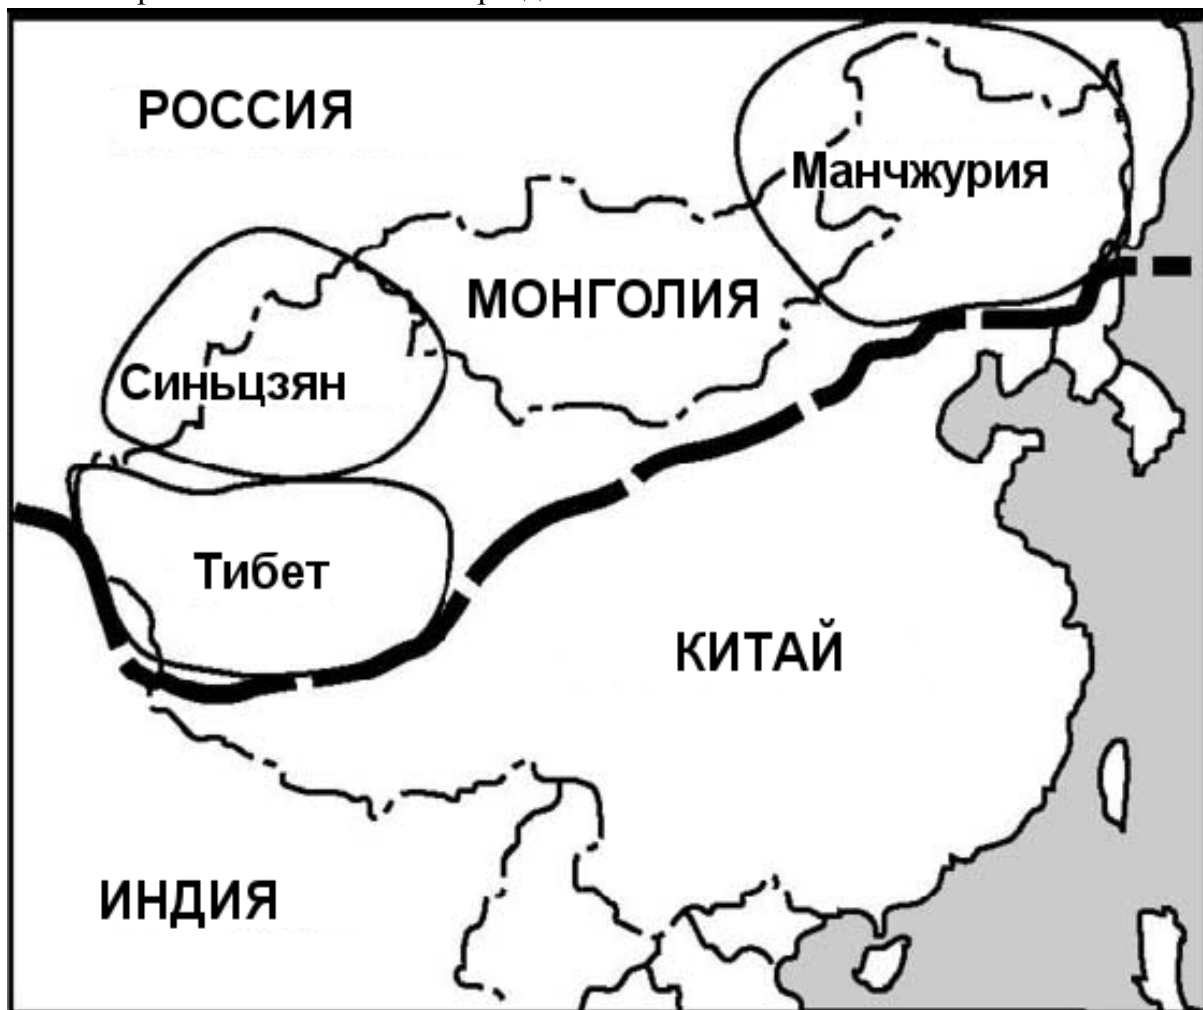 РОССИЯ
Манчжурия
МОНГОЛИЯ
Синьцзян
Тибет
КИТАЙ
ИНДИЯ